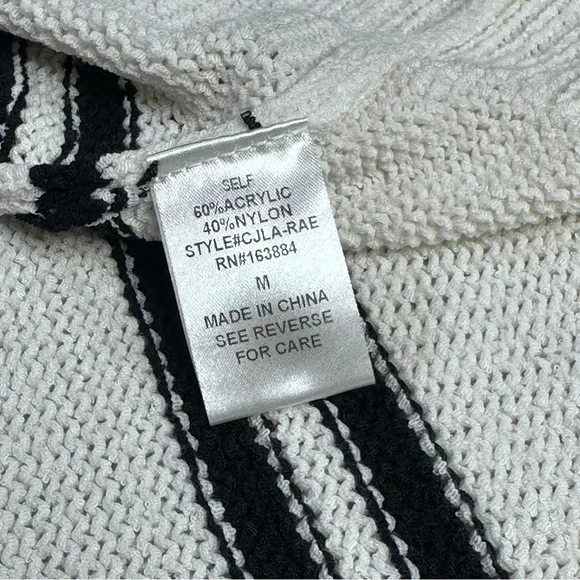 SELF
60%ACRYLIC
40%NYLON
STYLE#CJLA-RAE
RN#163884
M
MADE IN CHINA
SEE REVERSE
FOR CARE